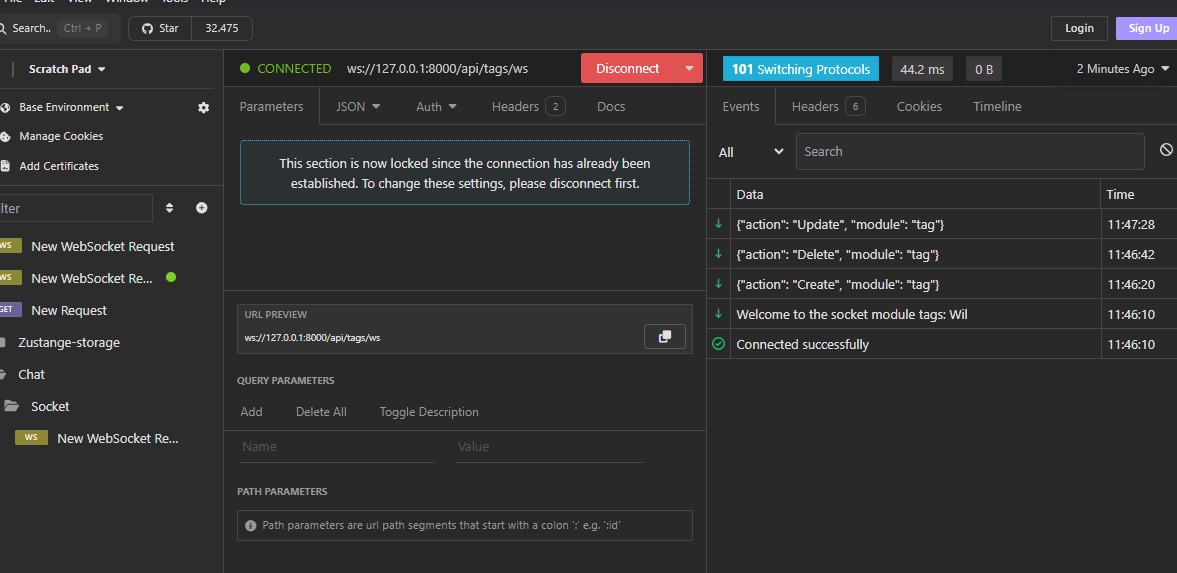 File Edit View Window Tools Help
Search.. Ctrl + P
Star 32.475
Login Sign Up
Scratch Pad
Base Environment
Manage Cookies
Add Certificates
lter
WS New WebSocket Request
WS New WebSocket Re...
GET New Request
Zustange-storage
Chat
Socket
WS New WebSocket Re...
CONNECTED ws://127.0.0.1:8000/api/tags/ws Disconnect
Parameters JSON Auth Headers 2 Docs
This section is now locked since the connection has already been
established. To change these settings, please disconnect first.
URL PREVIEW
ws://127.0.0.1:8000/api/tags/ws
QUERY PARAMETERS
Add Delete All Toggle Description
Name Value
PATH PARAMETERS
Path parameters are url path segments that start with a colon ':' e.g. ':id'
101 Switching Protocols 44.2 ms 0 B 2 Minutes Ago
Events Headers 6 Cookies Timeline
All Search
Data Time
{"action": "Update", "module": "tag"} 11:47:28
{"action": "Delete", "module": "tag"} 11:46:42
{"action": "Create", "module": "tag"} 11:46:20
Welcome to the socket module tags: Wil 11:46:10
Connected successfully 11:46:10